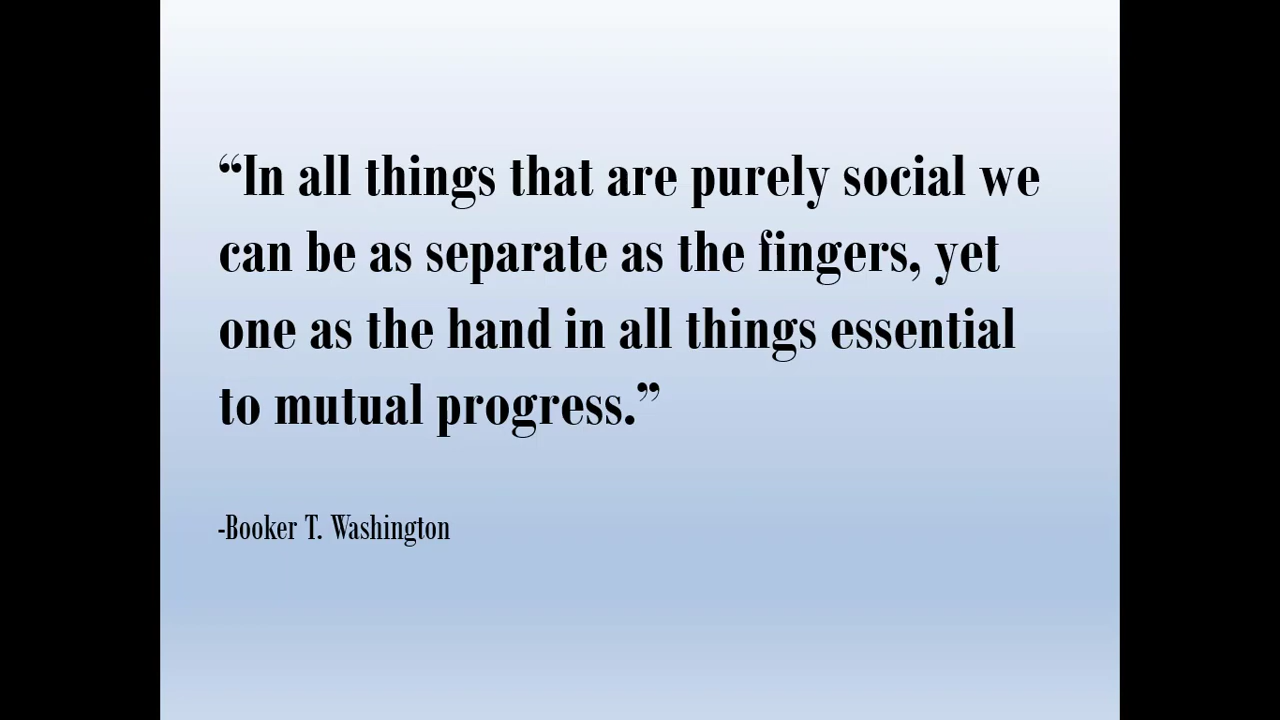 “In all things that are purely social we
can be as separate as the fingers, yet
one as the hand in all things essential
to mutual progress.”
-Booker T. Washington